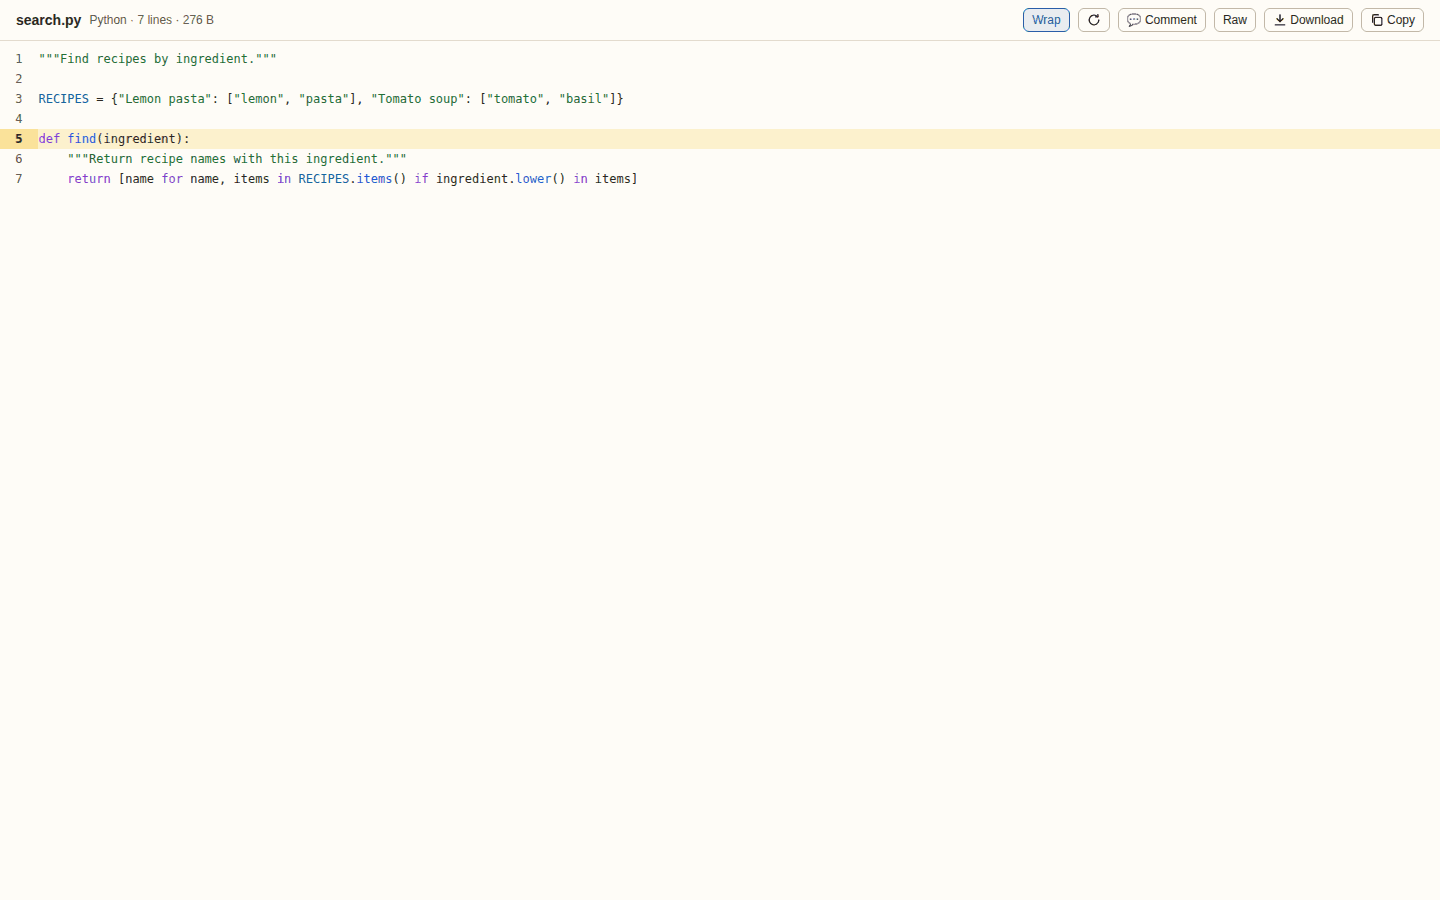 search.py Python · 7 lines · 276 B Wrap Comment Raw Download Copy
1 """Find recipes by ingredient."""
2
3 RECIPES = {"Lemon pasta": ["lemon", "pasta"], "Tomato soup": ["tomato", "basil"]}
4
5 def find(ingredient):
6     """Return recipe names with this ingredient."""
7     return [name for name, items in RECIPES.items() if ingredient.lower() in items]